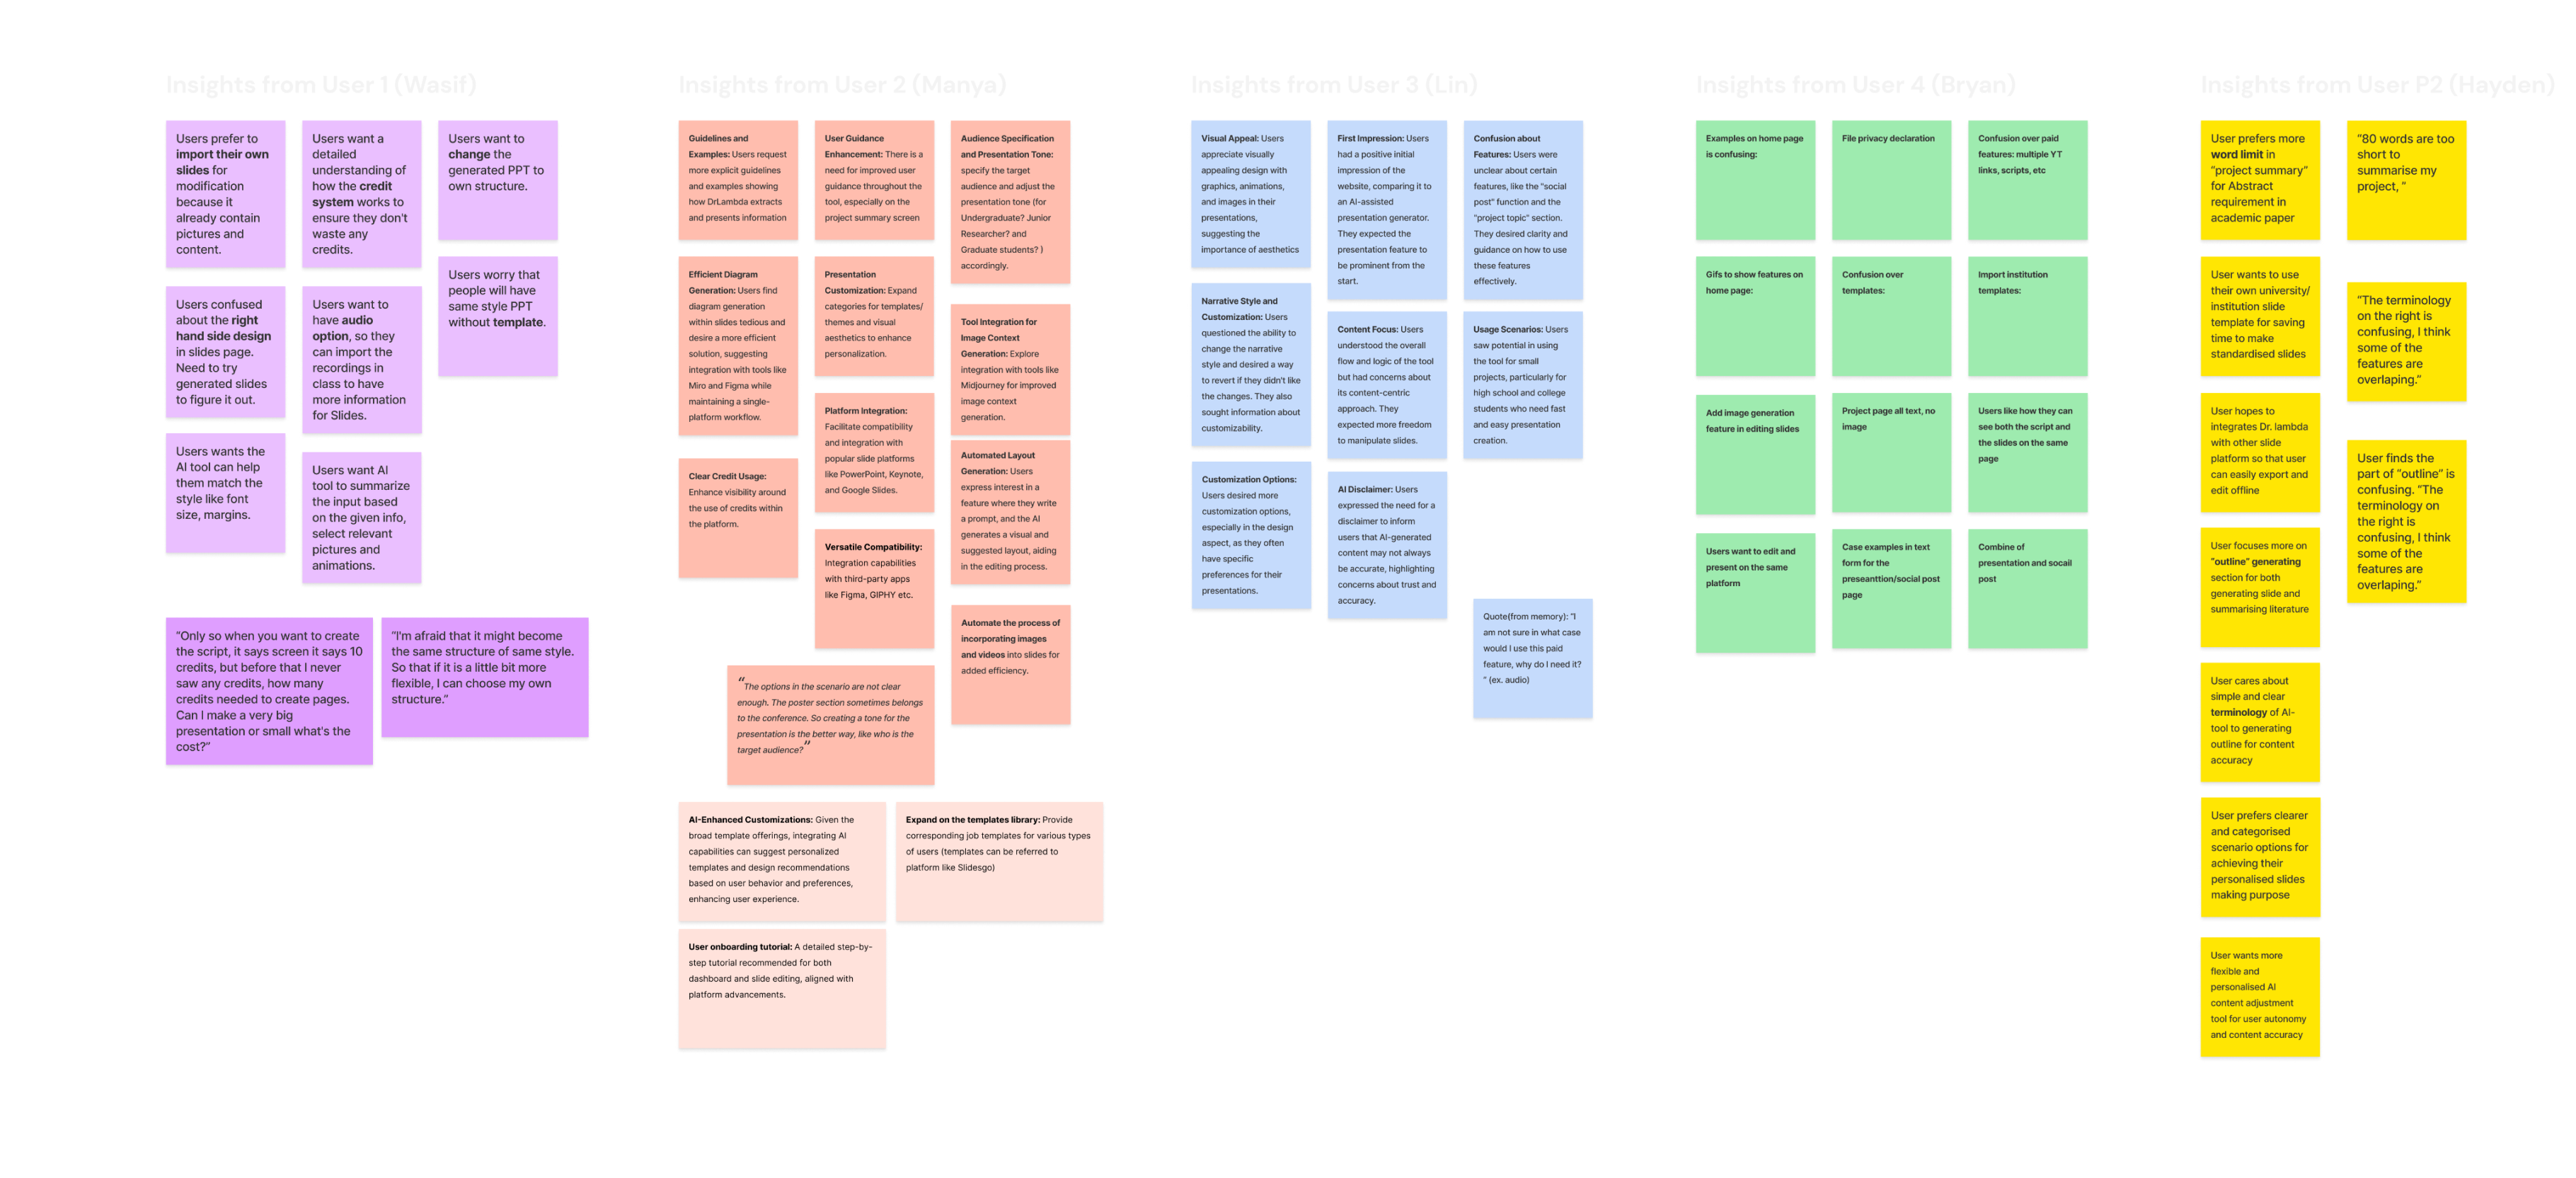 Insights from User 1 (Wasif)
Users prefer to
import their own
slides for
modification
because it
already contain
pictures and
content.
Users want a
detailed
understanding of
how the credit
system works to
ensure they don't
waste any
credits.
Users want to
change the
generated PPT to
own structure.
Users worry that
people will have
same style PPT
without template.
Users confused
about the right
hand side design
in slides page.
Need to try
generated slides
to figure it out.
Users want to
have audio
option, so they
can import the
recordings in
class to have
more information
for Slides.
Users wants the
AI tool can help
them match the
style like font
size, margins.
Users want AI
tool to summarize
the input based
on the given info,
select relevant
pictures and
animations.
“Only so when you want to create
the script, it says screen it says 10
credits, but before that I never
saw any credits, how many
credits needed to create pages.
Can I make a very big
presentation or small what's the
cost?”
“I'm afraid that it might become
the same structure of same style.
So that if it is a little bit more
flexible, I can choose my own
structure.”
Insights from User 2 (Manya)
Guidelines and
Examples: Users request
more explicit guidelines
and examples showing
how DrLambda extracts
and presents information
User Guidance
Enhancement: There is a
need for improved user
guidance throughout the
tool, especially on the
project summary screen
Audience Specification
and Presentation Tone:
specify the target
audience and adjust the
presentation tone (for
Undergraduate? Junior
Researcher? and
Graduate students? )
accordingly.
Efficient Diagram
Generation: Users find
diagram generation
within slides tedious and
desire a more efficient
solution, suggesting
integration with tools like
Miro and Figma while
maintaining a single-
platform workflow.
Presentation
Customization: Expand
categories for templates/
themes and visual
aesthetics to enhance
personalization.
Tool Integration for
Image Context
Generation: Explore
integration with tools like
Midjourney for improved
image context
generation.
Platform Integration:
Facilitate compatibility
and integration with
popular slide platforms
like PowerPoint, Keynote,
and Google Slides.
Clear Credit Usage:
Enhance visibility around
the use of credits within
the platform.
Automated Layout
Generation: Users
express interest in a
feature where they write
a prompt, and the AI
generates a visual and
suggested layout, aiding
in the editing process.
Versatile Compatibility:
Integration capabilities
with third-party apps
like Figma, GIPHY etc.
Automate the process of
incorporating images
and videos into slides for
added efficiency.
“The options in the scenario are not clear
enough. The poster section sometimes belongs
to the conference. So creating a tone for the
presentation is the better way, like who is the
target audience?”
AI-Enhanced Customizations: Given the
broad template offerings, integrating AI
capabilities can suggest personalized
templates and design recommendations
based on user behavior and preferences,
enhancing user experience.
Expand on the templates library: Provide
corresponding job templates for various types
of users (templates can be referred to
platform like Slidesgo)
User onboarding tutorial: A detailed step-by-
step tutorial recommended for both
dashboard and slide editing, aligned with
platform advancements.
Insights from User 3 (Lin)
Visual Appeal: Users
appreciate visually
appealing design with
graphics, animations,
and images in their
presentations,
suggesting the
importance of aesthetics
First Impression: Users
had a positive initial
impression of the
website, comparing it to
an AI-assisted
presentation generator.
They expected the
presentation feature to
be prominent from the
start.
Confusion about
Features: Users were
unclear about certain
features, like the "social
post" function and the
"project topic" section.
They desired clarity and
guidance on how to use
these features
effectively.
Narrative Style and
Customization: Users
questioned the ability to
change the narrative
style and desired a way
to revert if they didn't like
the changes. They also
sought information about
customizability.
Content Focus: Users
understood the overall
flow and logic of the tool
but had concerns about
its content-centric
approach. They
expected more freedom
to manipulate slides.
Usage Scenarios: Users
saw potential in using
the tool for small
projects, particularly for
high school and college
students who need fast
and easy presentation
creation.
Customization Options:
Users desired more
customization options,
especially in the design
aspect, as they often
have specific
preferences for their
presentations.
AI Disclaimer: Users
expressed the need for a
disclaimer to inform
users that AI-generated
content may not always
be accurate, highlighting
concerns about trust and
accuracy.
Quote(from memory): "I
am not sure in what case
would I use this paid
feature, why do I need it?
" (ex. audio)
Insights from User 4 (Bryan)
Examples on home page
is confusing:
File privacy declaration
Confusion over paid
features: multiple YT
links, scripts, etc
Gifs to show features on
home page:
Confusion over
templates:
Import institution
templates:
Add image generation
feature in editing slides
Project page all text, no
image
Users like how they can
see both the script and
the slides on the same
page
Users want to edit and
present on the same
platform
Case examples in text
form for the
preseanttion/social post
page
Combine of
presentation and socail
post
Insights from User P2 (Hayden)
User prefers more
word limit in
“project summary”
for Abstract
requirement in
academic paper
“80 words are too
short to
summarise my
project, ”
User wants to use
their own university/
institution slide
template for saving
time to make
standardised slides
“The terminology
on the right is
confusing, I think
some of the
features are
overlaping.”
User hopes to
integrates Dr. lambda
with other slide
platform so that user
can easily export and
edit offline
User finds the
part of “outline” is
confusing. “The
terminology on
the right is
confusing, I think
some of the
features are
overlaping.”
User focuses more on
“outline” generating
section for both
generating slide and
summarising literature
User cares about
simple and clear
terminology of AI-
tool to generating
outline for content
accuracy
User prefers clearer
and categorised
scenario options for
achieving their
personalised slides
making purpose
User wants more
flexible and
personalised AI
content adjustment
tool for user autonomy
and content accuracy